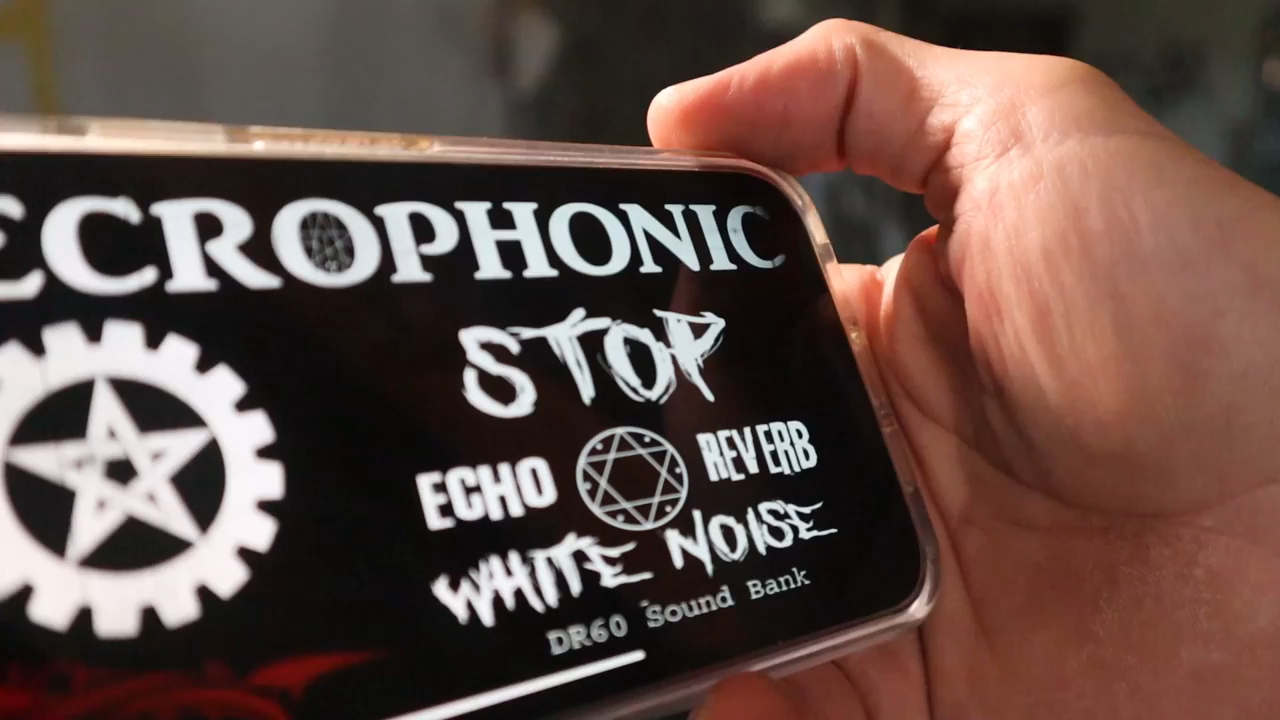 ECROPHONIC
STOP
ECHO REVERB
WHITE NOISE
DR60 Sound Bank